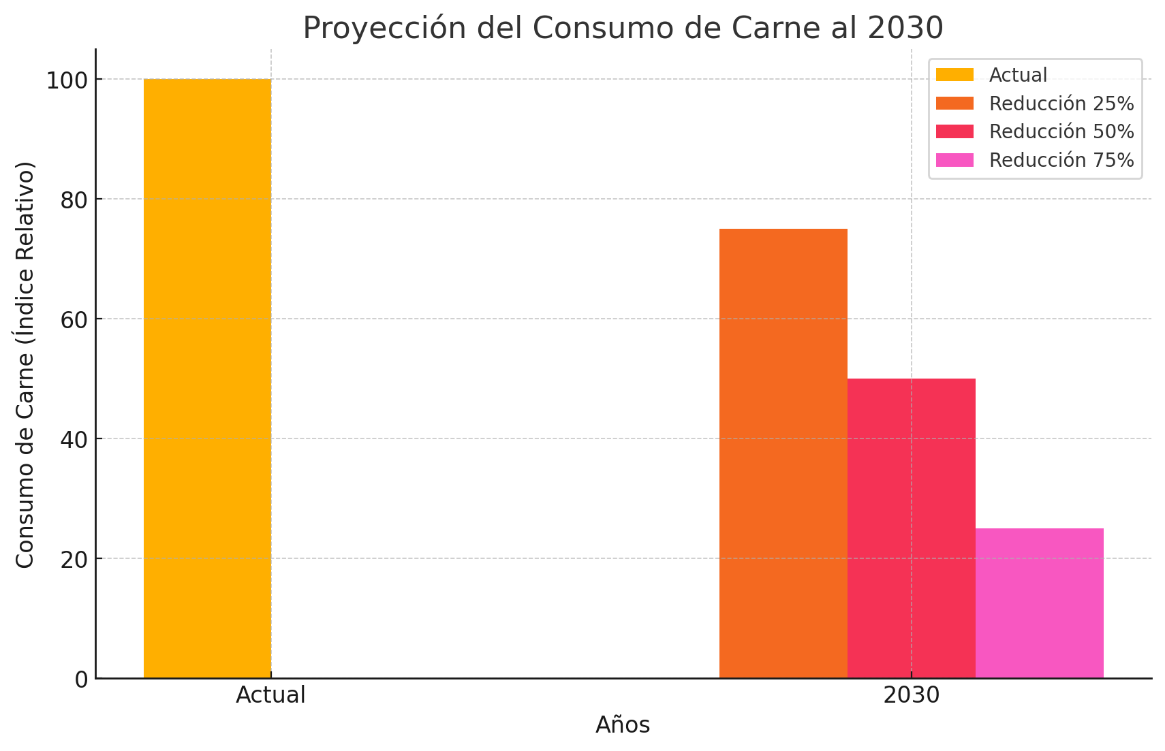 Proyección del Consumo de Carne al 2030
Actual
Reducción 25%
Reducción 50%
Reducción 75%
Consumo de Carne (Índice Relativo)
100
80
60
40
20
0
Actual
2030
Años